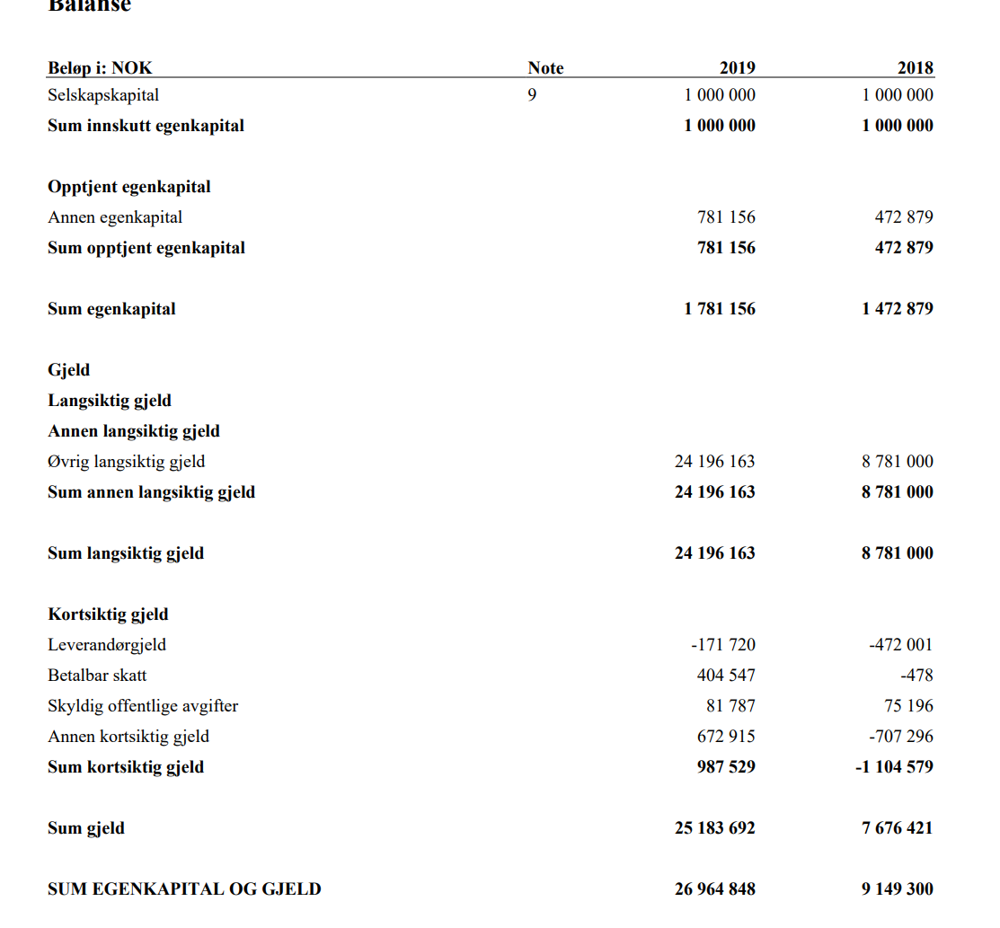 Balanse
Beløp i: NOK Note 2019 2018
Selskapskapital 9 1 000 000 1 000 000
Sum innskutt egenkapital 1 000 000 1 000 000
Opptjent egenkapital
Annen egenkapital 781 156 472 879
Sum opptjent egenkapital 781 156 472 879
Sum egenkapital 1 781 156 1 472 879
Gjeld
Langsiktig gjeld
Annen langsiktig gjeld
Øvrig langsiktig gjeld 24 196 163 8 781 000
Sum annen langsiktig gjeld 24 196 163 8 781 000
Sum langsiktig gjeld 24 196 163 8 781 000
Kortsiktig gjeld
Leverandørgjeld -171 720 -472 001
Betalbar skatt 404 547 -478
Skyldig offentlige avgifter 81 787 75 196
Annen kortsiktig gjeld 672 915 -707 296
Sum kortsiktig gjeld 987 529 -1 104 579
Sum gjeld 25 183 692 7 676 421
SUM EGENKAPITAL OG GJELD 26 964 848 9 149 300